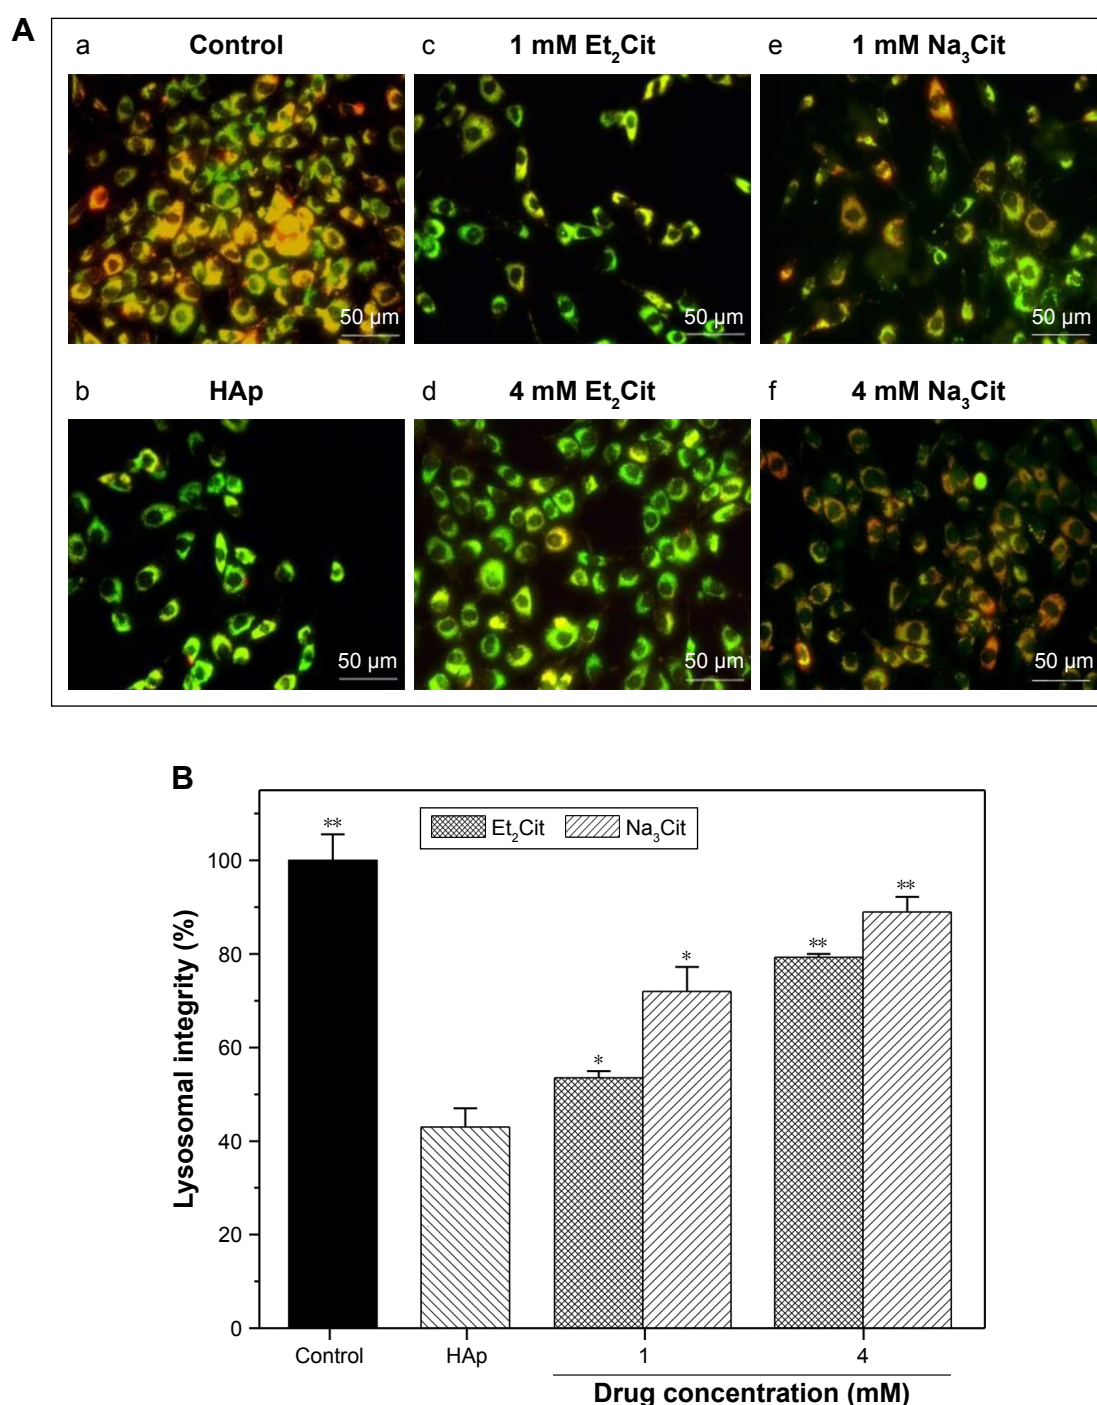 A
a Control
c 1 mM Et₂Cit
e 1 mM Na₃Cit
50 μm
50 μm
50 μm
b HAp
d 4 mM Et₂Cit
f 4 mM Na₃Cit
50 μm
50 μm
50 μm
B
Et₂Cit Na₃Cit
Lysosomal integrity (%)
100
80
60
40
20
0
**
*
*
**
**
Control HAp 1 4
Drug concentration (mM)